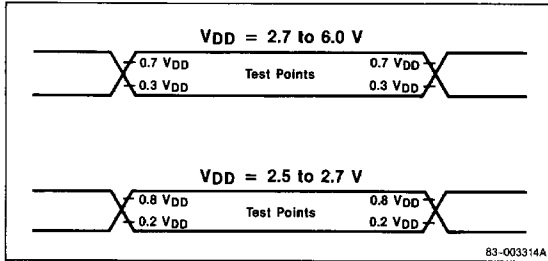 VDD = 2.7 to 6.0 V
0.7 VDD Test Points 0.7 VDD
0.3 VDD 0.3 VDD
VDD = 2.5 to 2.7 V
0.8 VDD Test Points 0.8 VDD
0.2 VDD 0.2 VDD
83-003314A